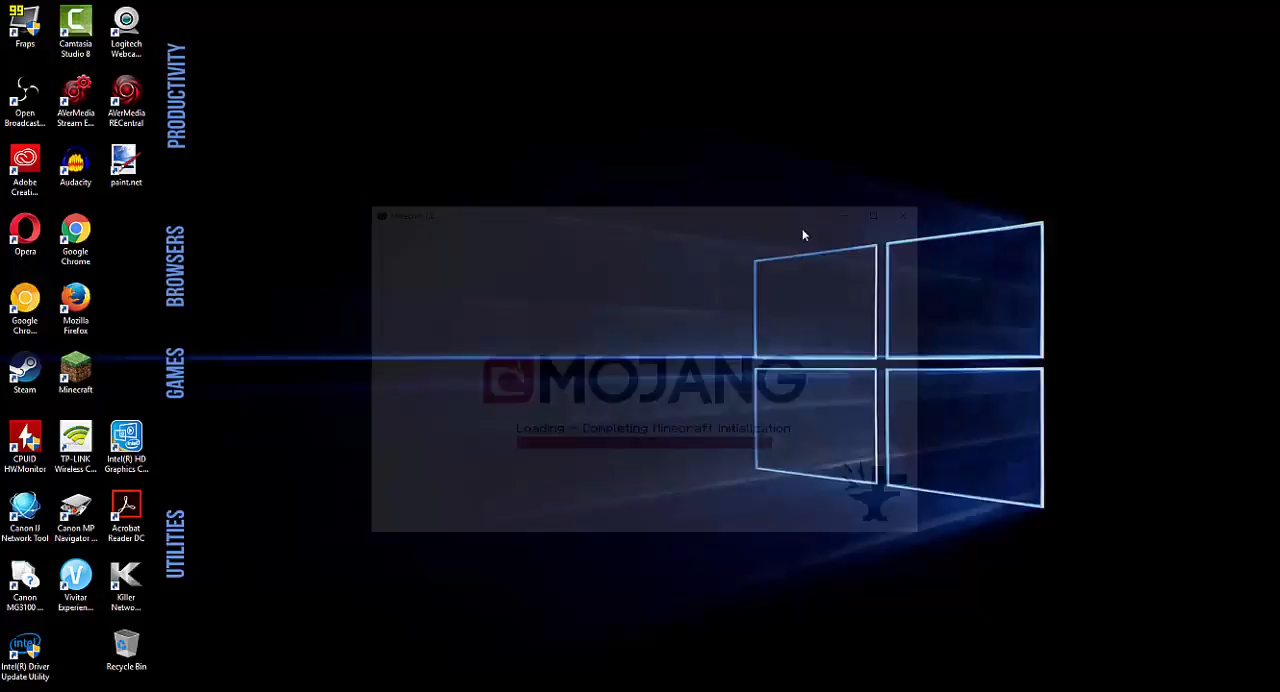 99
Fraps
Camtasia
Studio 8
Logitech
Webca...
PRODUCTIVITY
Open
Broadcast...
AVerMedia
Stream E...
AVerMedia
RECentral
Adobe
Creati...
Audacity
paint.net
BROWSERS
Opera
Google
Chrome
Google
Chro...
Mozilla
Firefox
GAMES
Steam
Minecraft
CPUID
HWMonitor
TP-LINK
Wireless C...
Intel(R) HD
Graphics C...
UTILITIES
Canon IJ
Network Tool
Canon MP
Navigator ...
Acrobat
Reader DC
Canon
MG3100 ...
Vivitar
Experien...
Killer
Netwo...
intel
Intel(R) Driver
Update Utility
Recycle Bin
MOJANG
Loading - Completing Minecraft initialization